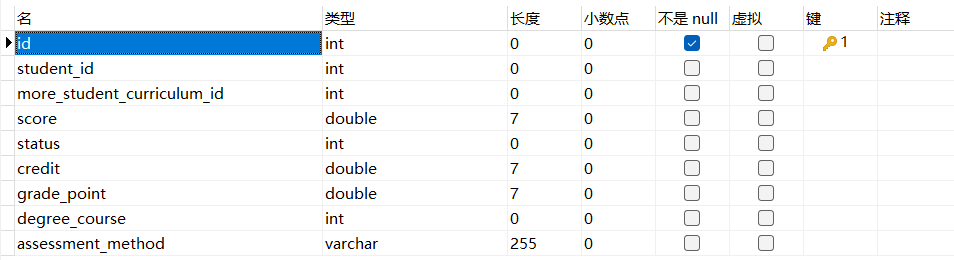 名 类型 长度 小数点 不是 null 虚拟 键 注释
id int 0 0 1
student_id int 0 0
more_student_curriculum_id int 0 0
score double 7 0
status int 0 0
credit double 7 0
grade_point double 7 0
degree_course int 0 0
assessment_method varchar 255 0